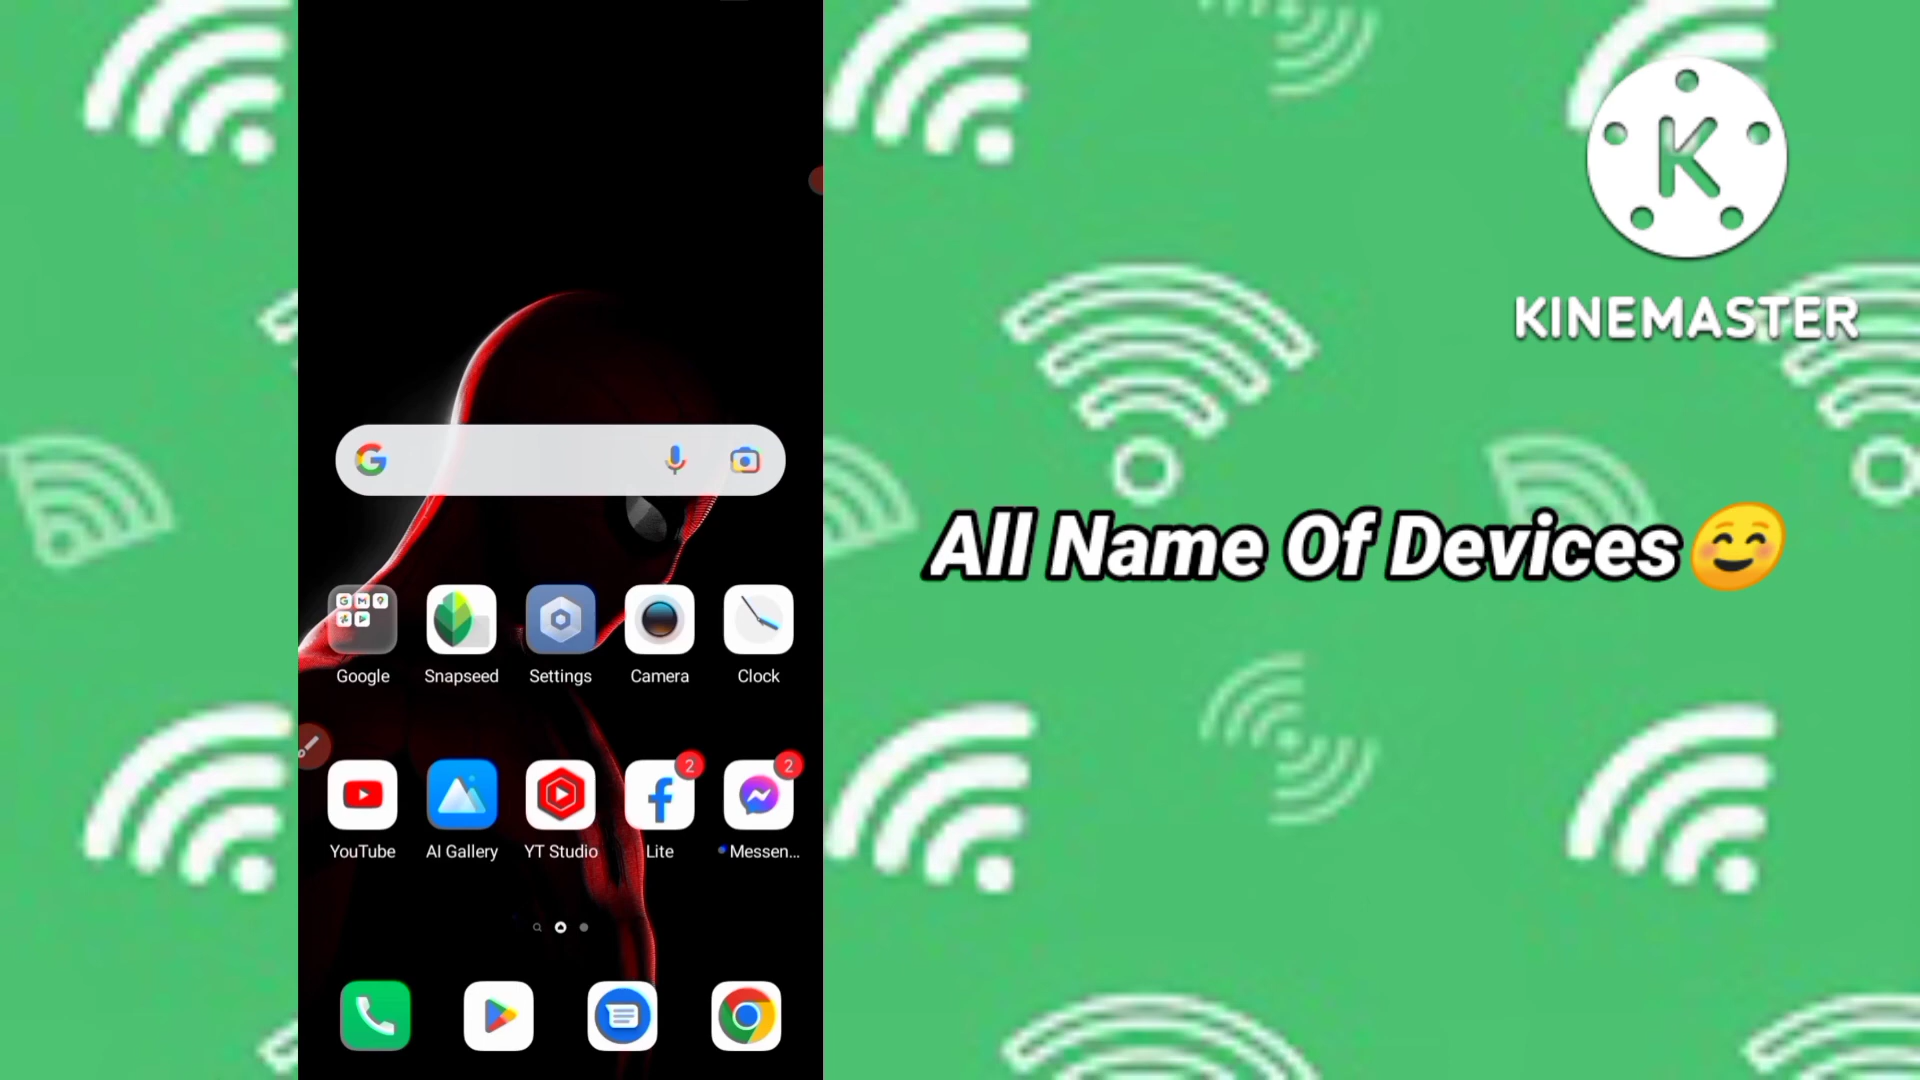 KINEMASTER
All Name Of Devices
Google Snapseed Settings Camera Clock
2 2
YouTube AI Gallery YT Studio Lite Messen...